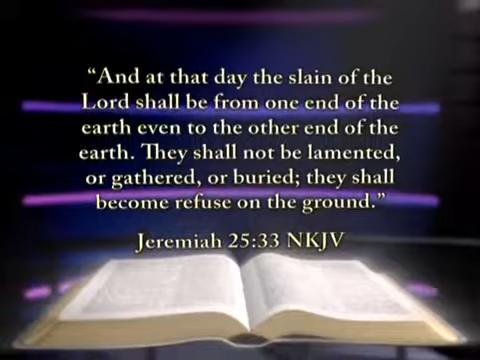 “And at that day the slain of the
Lord shall be from one end of the
earth even to the other end of the
earth. They shall not be lamented,
or gathered, or buried; they shall
become refuse on the ground.”
Jeremiah 25:33 NKJV